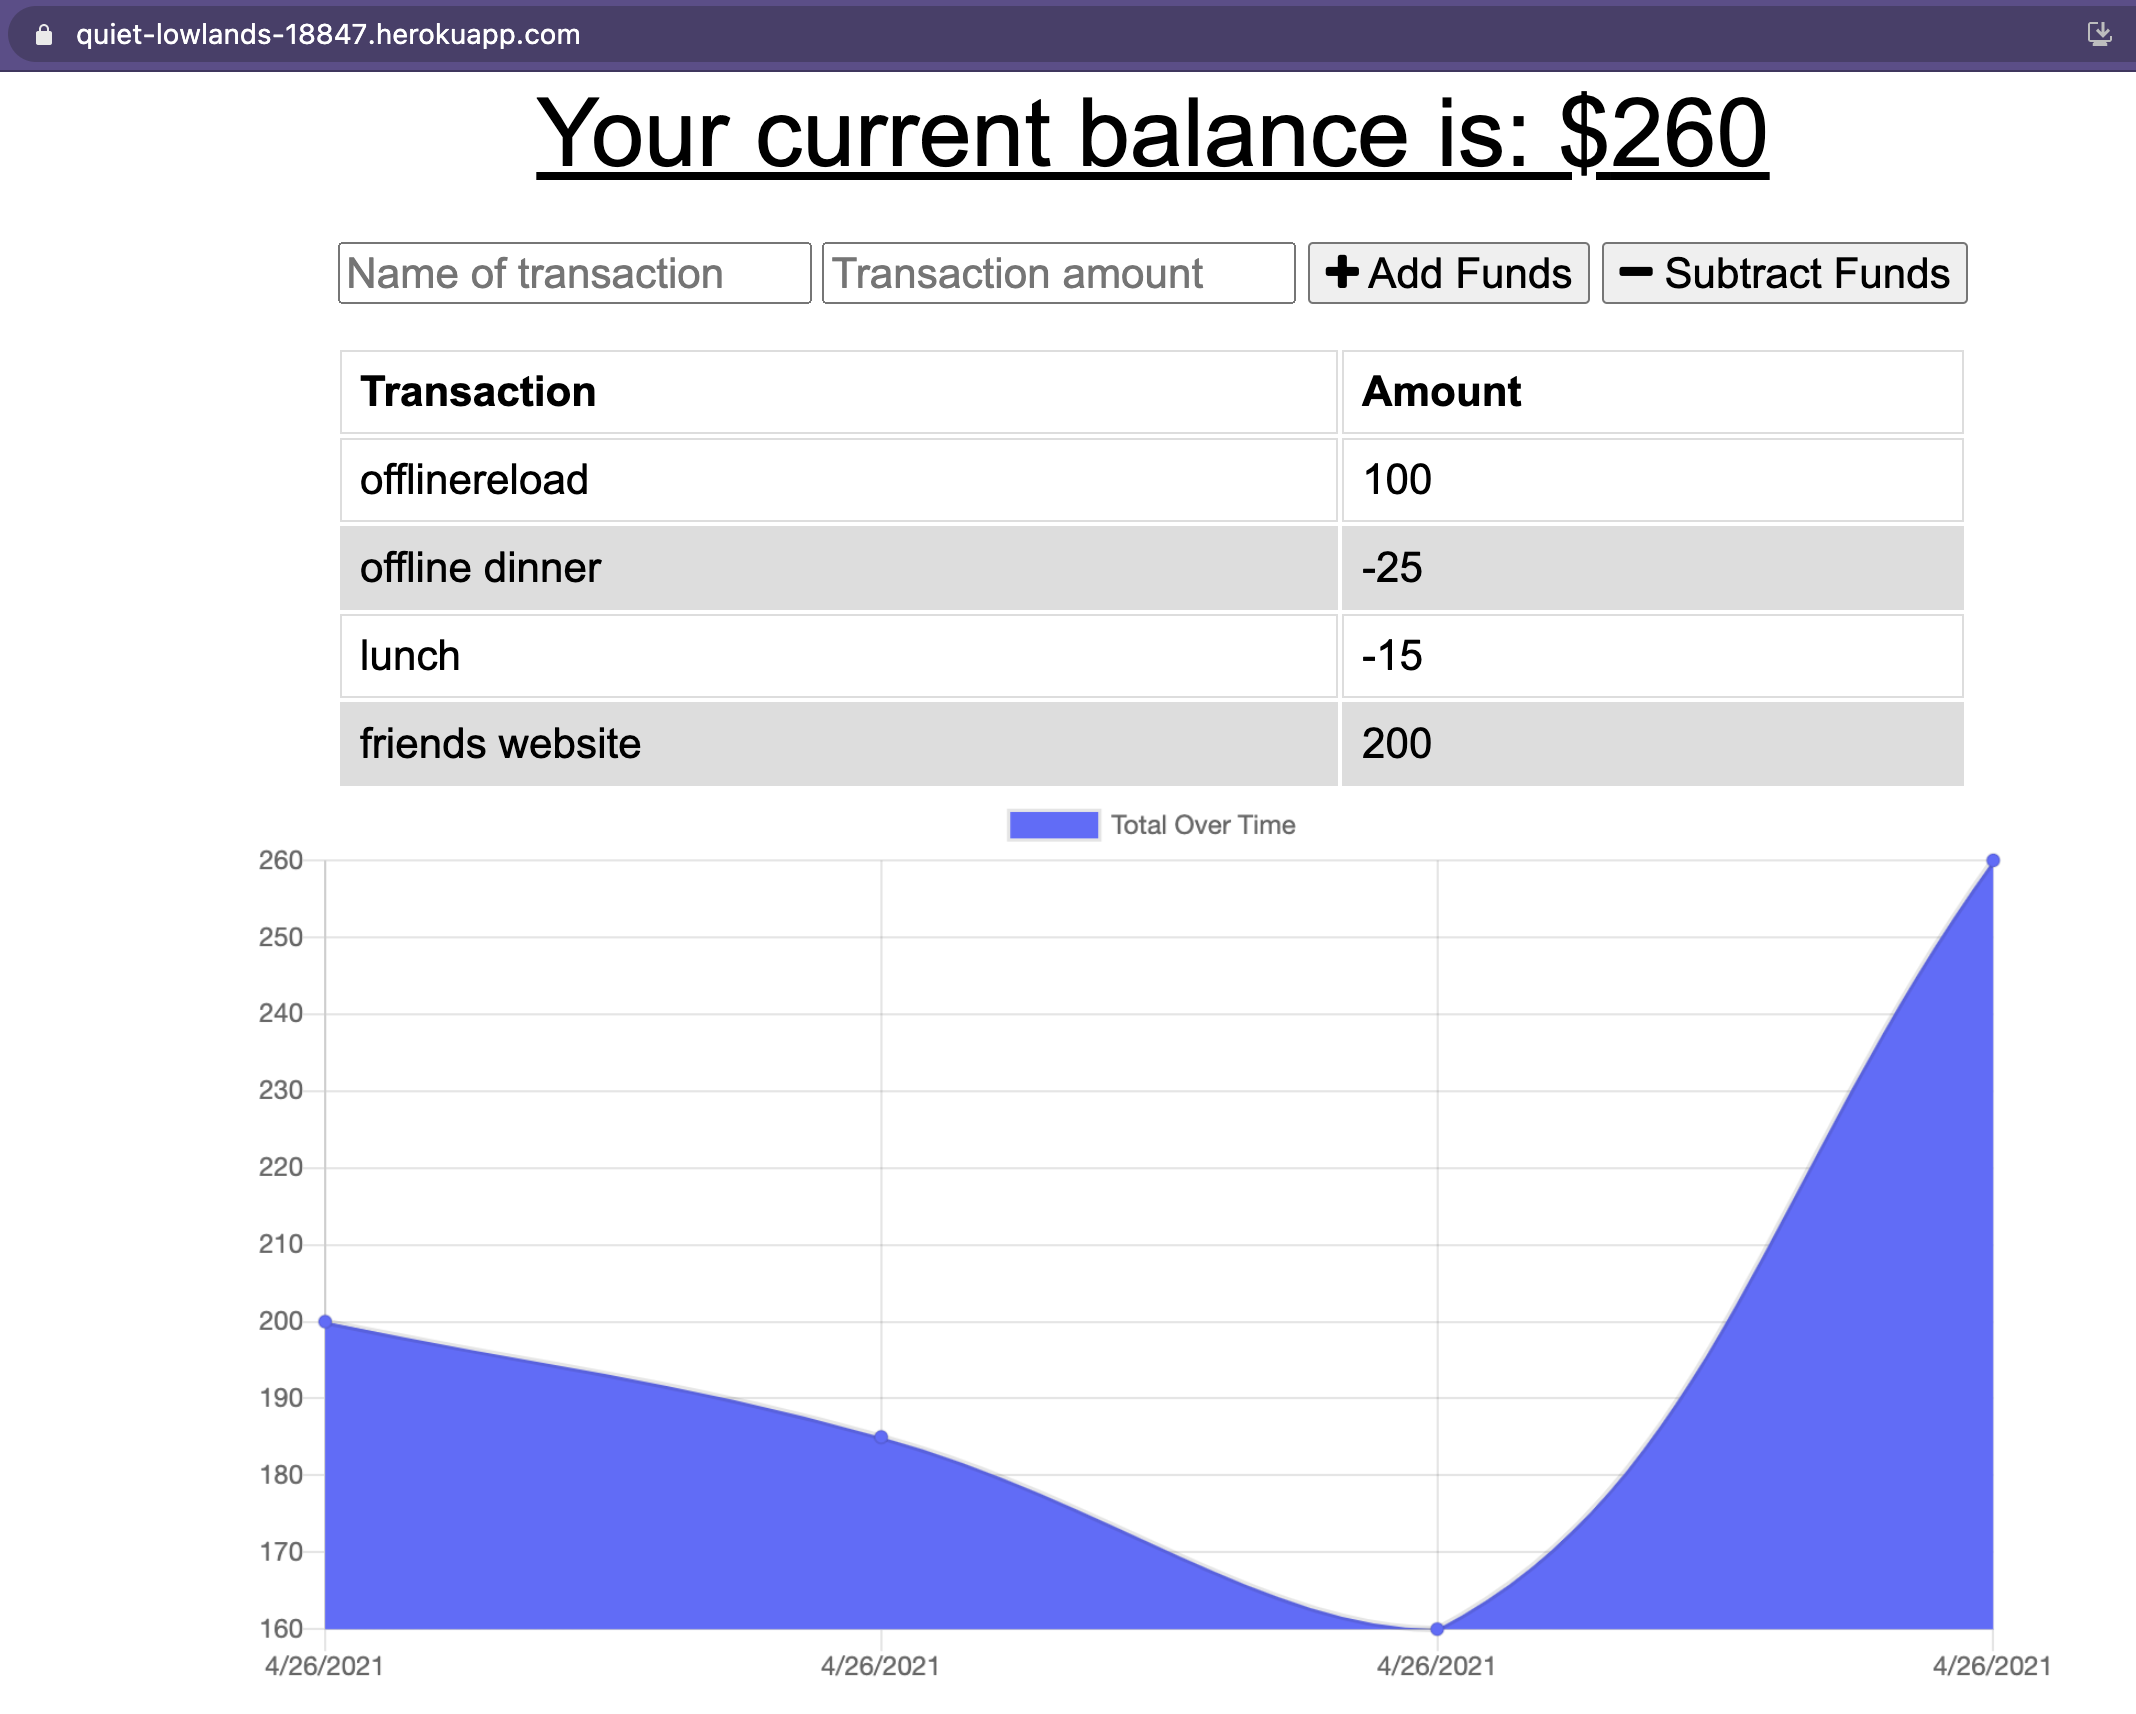 quiet-lowlands-18847.herokuapp.com
Your current balance is: $260
Name of transaction Transaction amount Add Funds Subtract Funds
Transaction Amount
offlinereload 100
offline dinner -25
lunch -15
friends website 200
Total Over Time
260
250
240
230
220
210
200
190
180
170
160
4/26/2021 4/26/2021 4/26/2021 4/26/2021